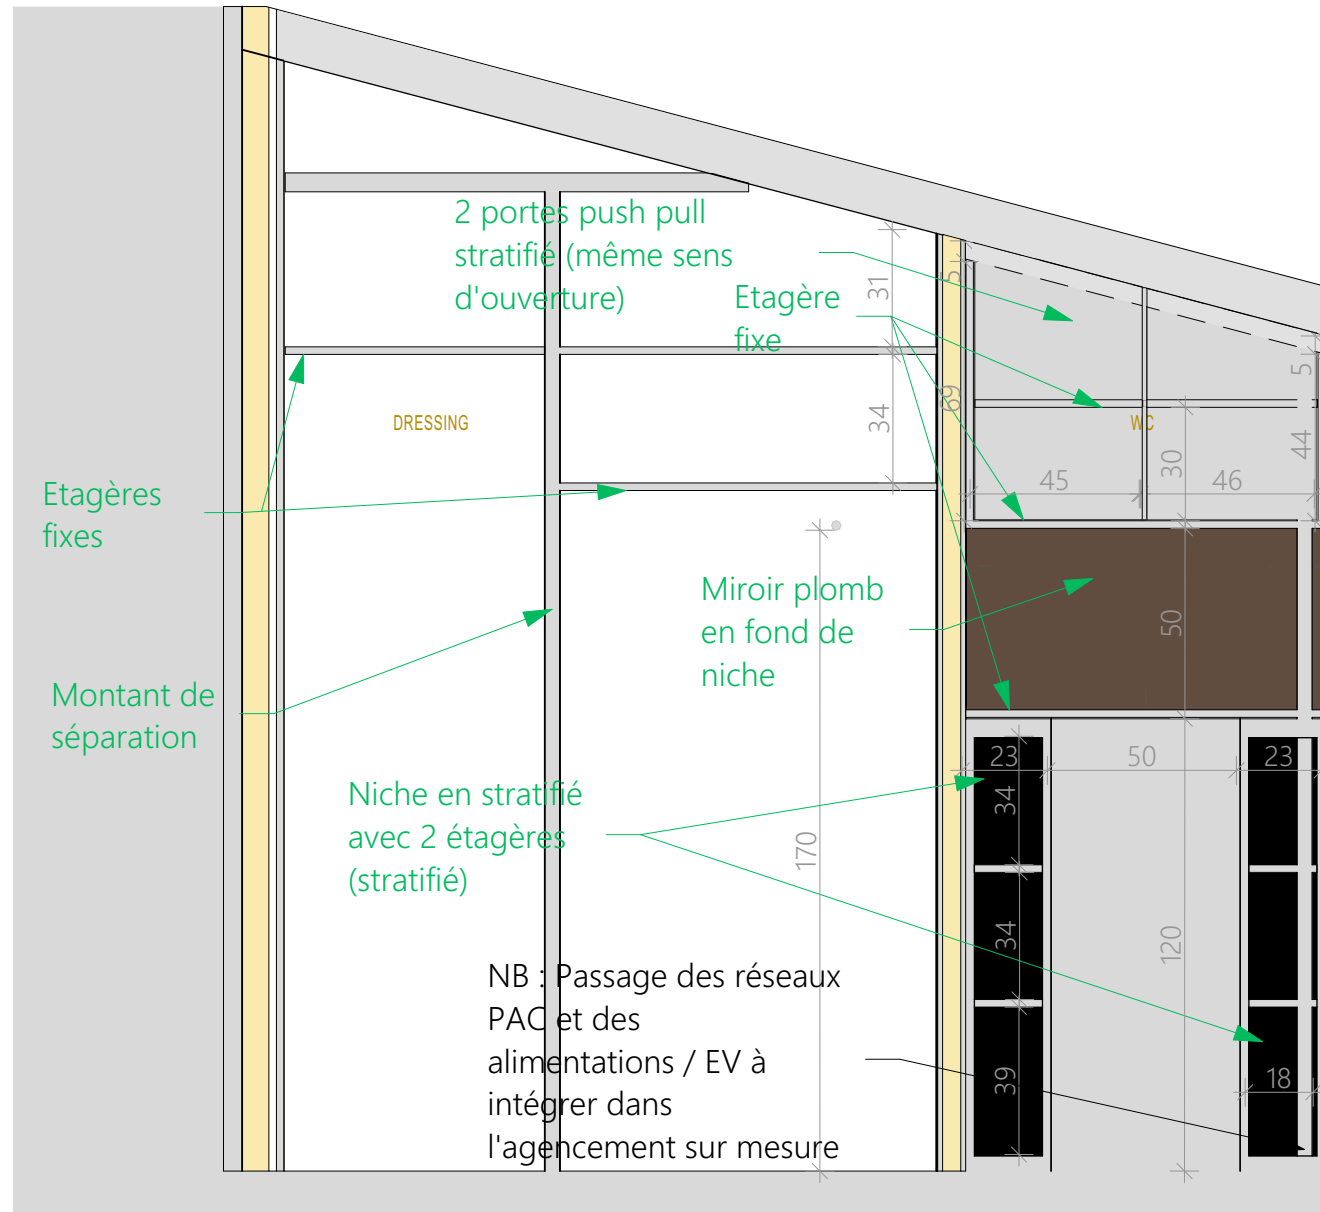 2 portes push pull
stratifié (même sens
d'ouverture)
Etagère
fixe
31
5
69
34
DRESSING
WC
5
44
30
45
46
Etagères
fixes
Miroir plomb
en fond de
niche
50
Montant de
séparation
23
50
23
Niche en stratifié
avec 2 étagères
(stratifié)
34
170
34
120
NB : Passage des réseaux
PAC et des
alimentations / EV à
intégrer dans
l'agencement sur mesure
39
18